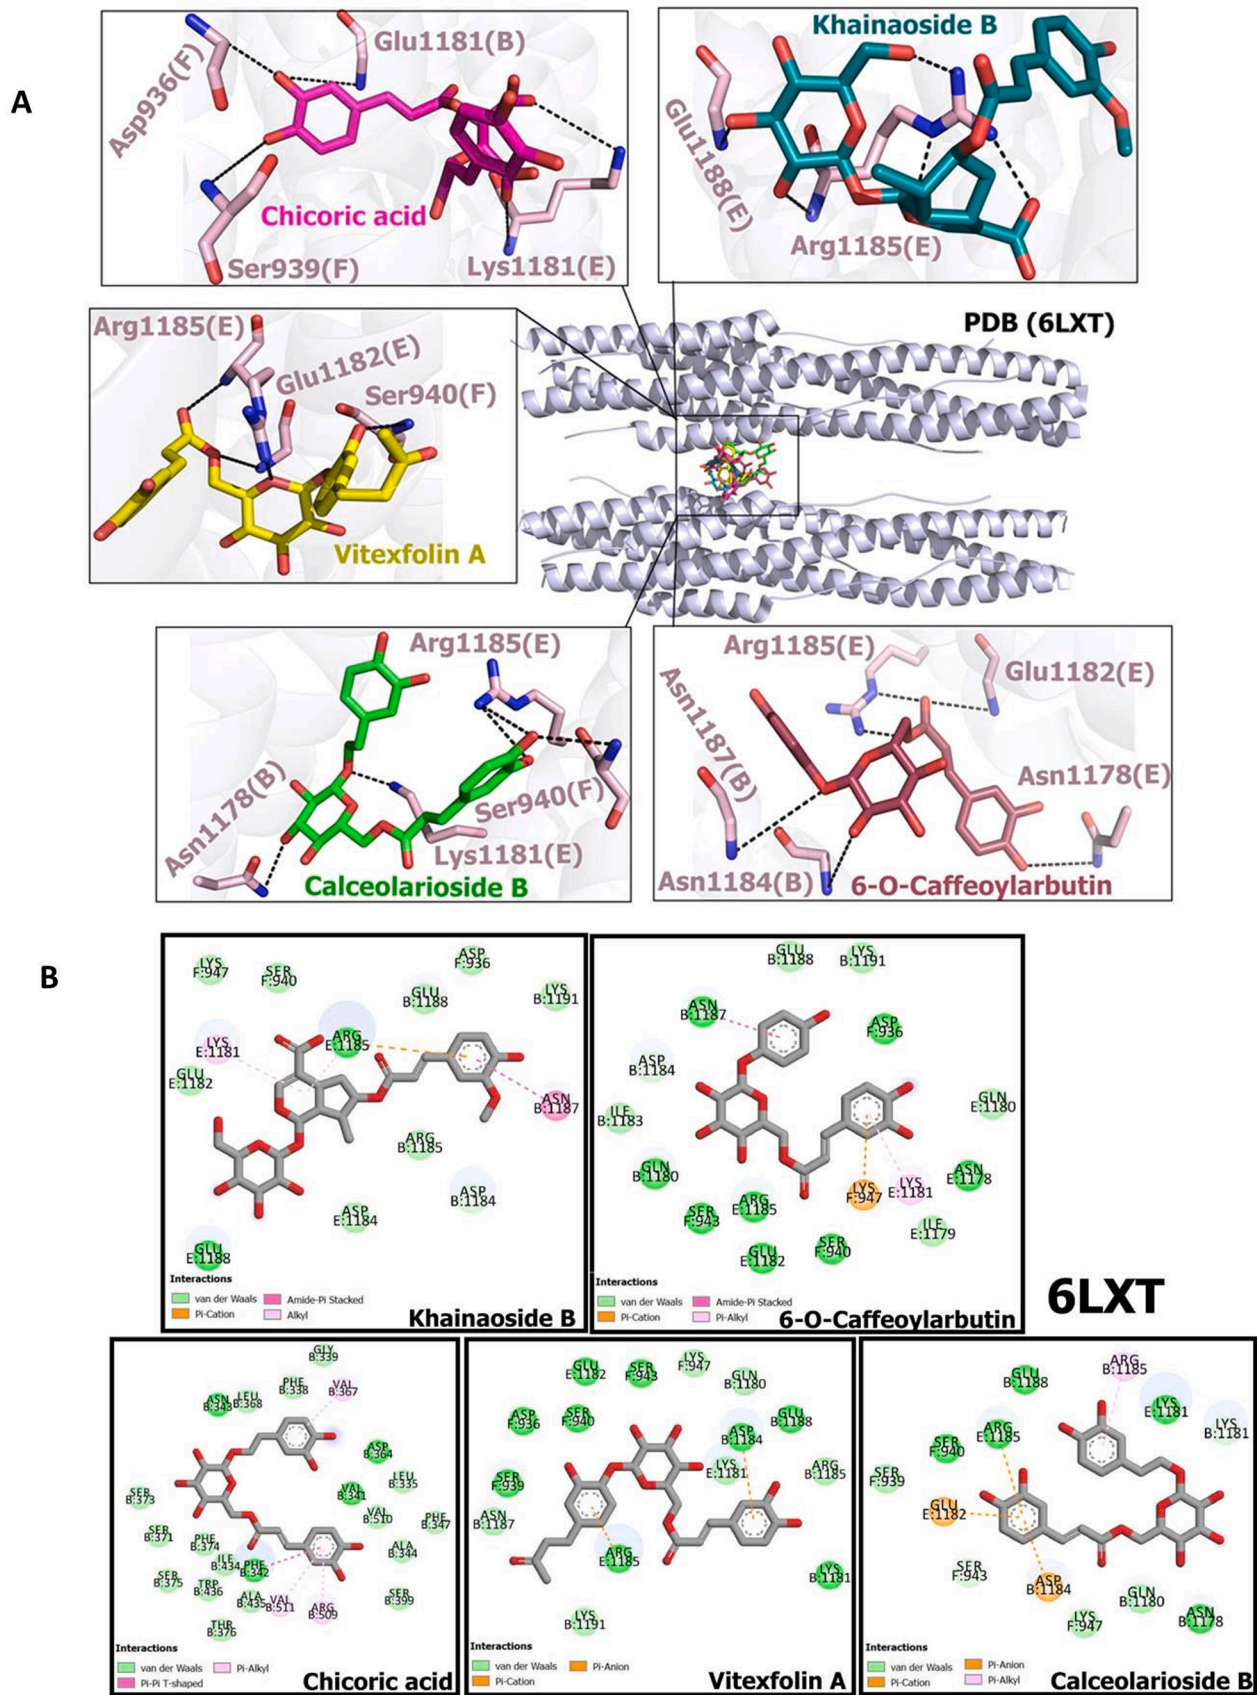 A
Asp936(F)
Glu1181(B)
Chicoric acid
Ser939(F)
Lys1181(E)
Khainaoside B
Glu1188(E)
Arg1185(E)
Arg1185(E)
Glu1182(E)
Ser940(F)
Vitexfolin A
PDB (6LXT)
Arg1185(E)
Asn1178(B)
Ser940(F)
Lys1181(E)
Calceolarioside B
Arg1185(E)
Glu1182(E)
Asn1187(B)
Asn1178(E)
Asn1184(B)
6-O-Caffeoylarbutin
B
LYS
F:947
SER
F:940
ASP
F:936
GLU
B:1188
LYS
B:1191
LYS
E:1181
ARG
E:1185
GLU
E:1182
ASN
B:1187
ARG
B:1185
ASP
B:1184
ASP
E:1184
GLU
E:1188
Interactions
van der Waals
Amide-Pi Stacked
Pi-Cation
Alkyl
Khainaoside B
GLU
B:1188
LYS
B:1191
ASN
B:1187
ASP
F:936
ASP
B:1184
GLN
E:1180
ILE
B:1183
GLN
B:1180
SER
F:943
ARG
E:1185
GLU
E:1182
SER
F:940
LYS
F:947
LYS
E:1181
ASN
E:1178
ILE
E:1179
Interactions
van der Waals
Amide-Pi Stacked
Pi-Cation
Pi-Alkyl
6-O-Caffeoylarbutin
6LXT
GLY
B:339
PHE
B:338
VAL
B:367
ASN
B:343
LEU
B:368
ASP
B:364
LEU
B:335
VAL
B:341
VAL
B:510
PHE
B:347
SER
B:373
SER
B:371
PHE
B:374
ALA
B:344
ILE
B:434
PHE
B:342
SER
B:375
TRP
B:436
ALA
B:435
VAL
B:511
ARG
B:509
SER
B:399
THR
B:376
Interactions
van der Waals
Pi-Alkyl
Pi-Pi T-shaped
Chicoric acid
GLU
E:1182
SER
F:943
LYS
F:947
GLN
B:1180
ASP
F:936
SER
F:940
GLU
B:1188
ASP
B:1184
LYS
E:1181
ARG
B:1185
SER
F:939
ASN
B:1187
ARG
E:1185
LYS
B:1181
LYS
B:1191
Interactions
van der Waals
Pi-Anion
Pi-Cation
Vitexfolin A
GLU
B:1188
ARG
B:1185
LYS
E:1181
LYS
B:1181
ARG
E:1185
SER
F:940
SER
F:939
GLU
E:1182
SER
F:943
ASP
B:1184
GLN
B:1180
LYS
F:947
ASN
B:1178
Interactions
van der Waals
Pi-Anion
Pi-Cation
Pi-Alkyl
Calceolarioside B